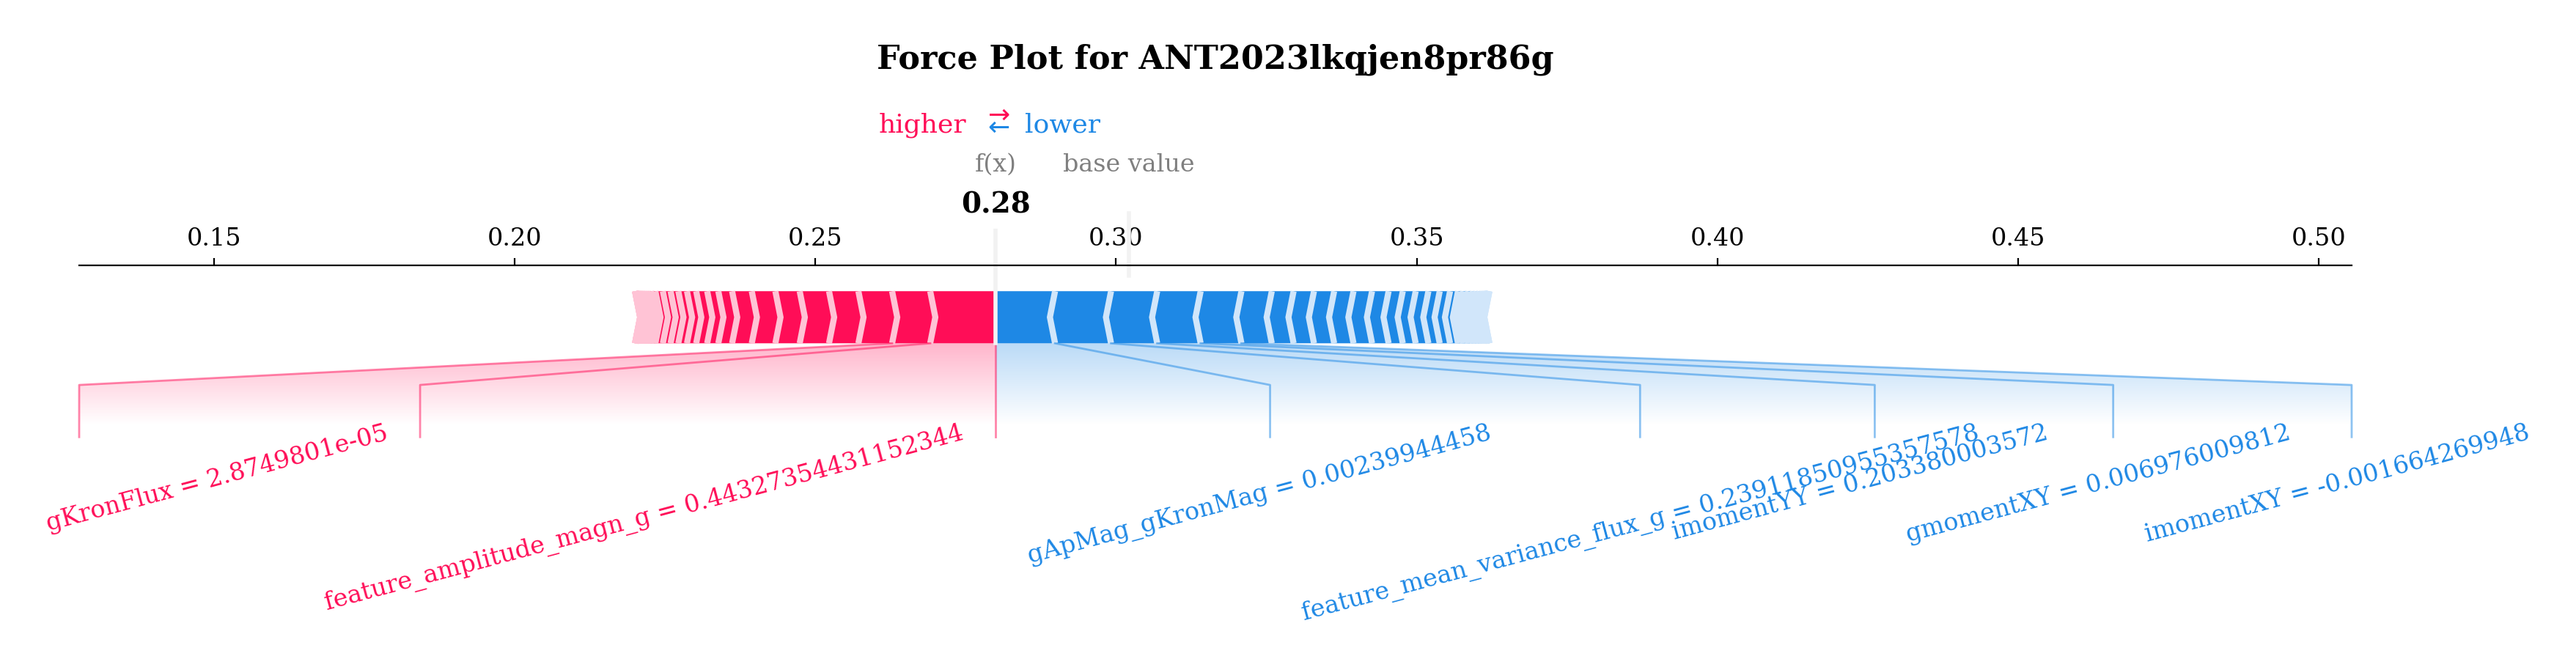 Force Plot for ANT2023lkqjen8pr86g
higher ⇄ lower
f(x) base value
0.28
0.15 0.20 0.25 0.30 0.35 0.40 0.45 0.50
gKronFlux = 2.8749801e-05
feature_amplitude_magn_g = 0.44327354431152344
gApMag_gKronMag = 0.00239944458
feature_mean_variance_flux_g = 0.2391185095535757578
imomentYY = 0.203380003572
gmomentXY = 0.006976009812
imomentXY = -0.001664269948